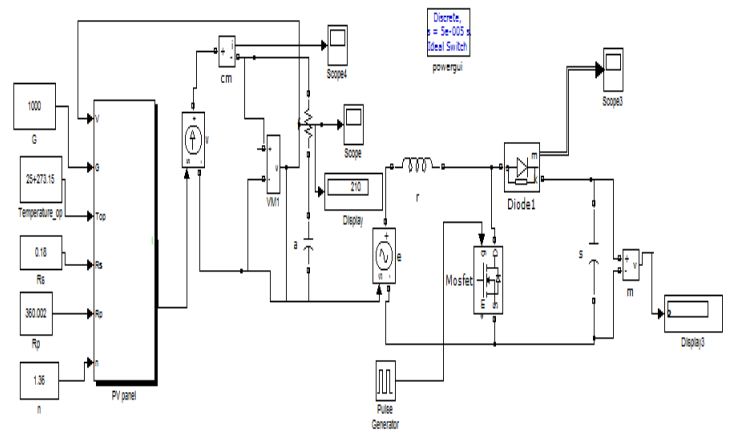 Discrete,
s = 5e-005 s.
Ideal Switch
powergui
i
cm
Scope4
Scope3
1000
G
V
G
Top
Rs
Rp
n
25+273.15
Temperature_op
0.18
Rs
360.002
Rp
1.36
n
PV panel
v
VM1
v
Scope
210
Display
a
r
e
m
k
Diode1
Mosfet
g
D
m
S
s
v
m
Display3
Pulse
Generator